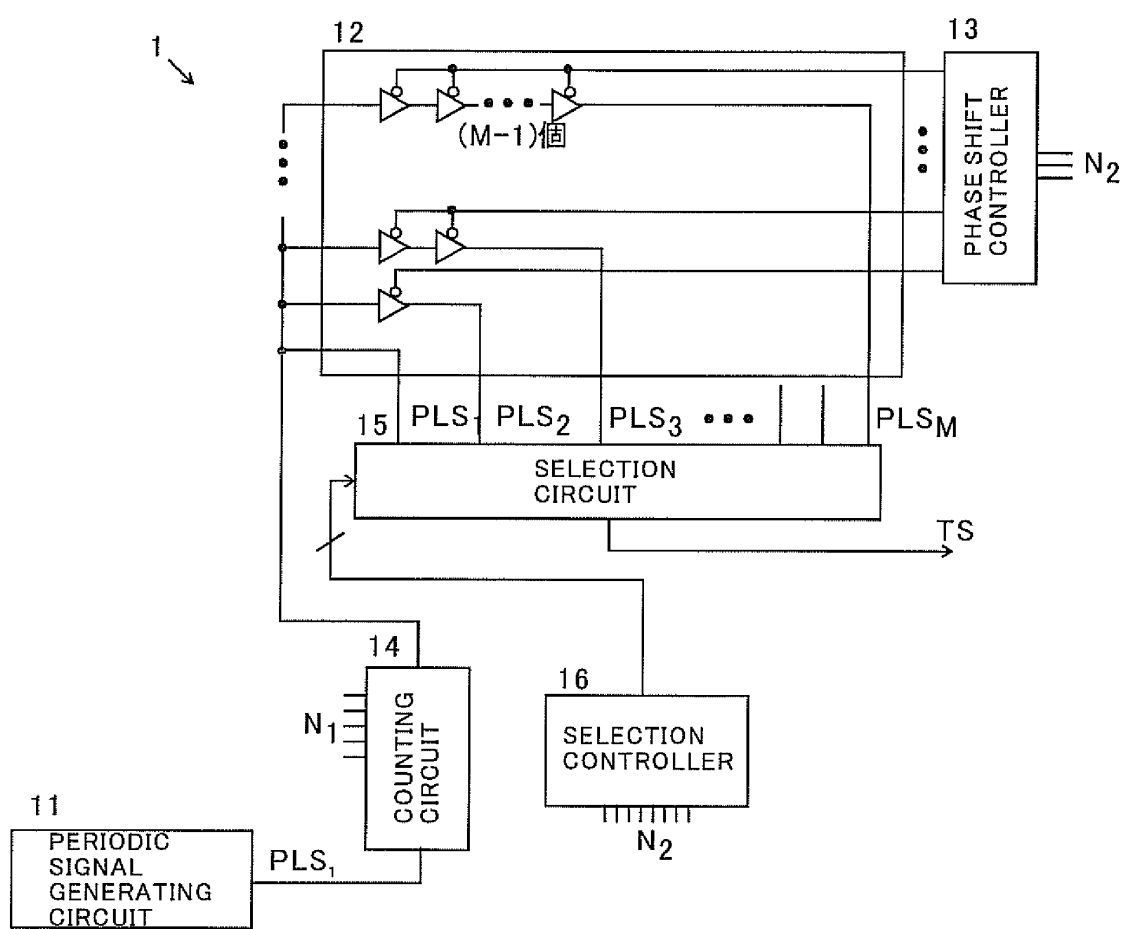 1
12
13
(M-1)個
PHASE SHIFT
CONTROLLER
N2
15
PLS1
PLS2
PLS3
PLSM
SELECTION
CIRCUIT
TS
14
N1
COUNTING
CIRCUIT
16
SELECTION
CONTROLLER
N2
11
PERIODIC
SIGNAL
GENERATING
CIRCUIT
PLS1